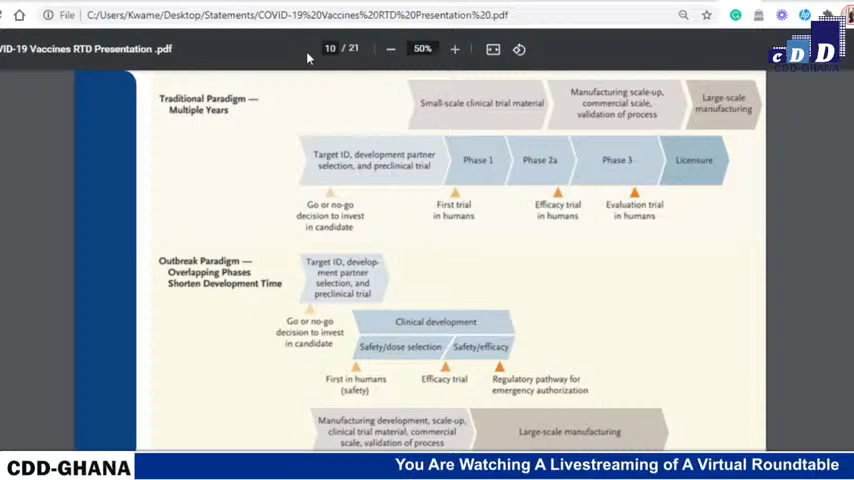 File
C:/Users/Kwame/Desktop/Statements/COVID-19%20Vaccines%20RTD%20Presentation%20.pdf
VID-19 Vaccines RTD Presentation .pdf
10 / 21
50%
CDD
CDD-GHANA
Traditional Paradigm —
Multiple Years
Small-scale clinical trial material
Manufacturing scale-up,
commercial scale,
validation of process
Large-scale
manufacturing
Target ID, development partner
selection, and preclinical trial
Phase 1
Phase 2a
Phase 3
Licensure
Go or no-go
decision to invest
in candidate
First trial
in humans
Efficacy trial
in humans
Evaluation trial
in humans
Outbreak Paradigm —
Overlapping Phases
Shorten Development Time
Target ID, develop-
ment partner
selection, and
preclinical trial
Go or no-go
decision to invest
in candidate
Clinical development
Safety/dose selection
Safety/efficacy
First in humans
(safety)
Efficacy trial
Regulatory pathway for
emergency authorization
Manufacturing development, scale-up,
clinical trial material, commercial
scale, validation of process
Large-scale manufacturing
CDD-GHANA
You Are Watching A Livestreaming of A Virtual Roundtable